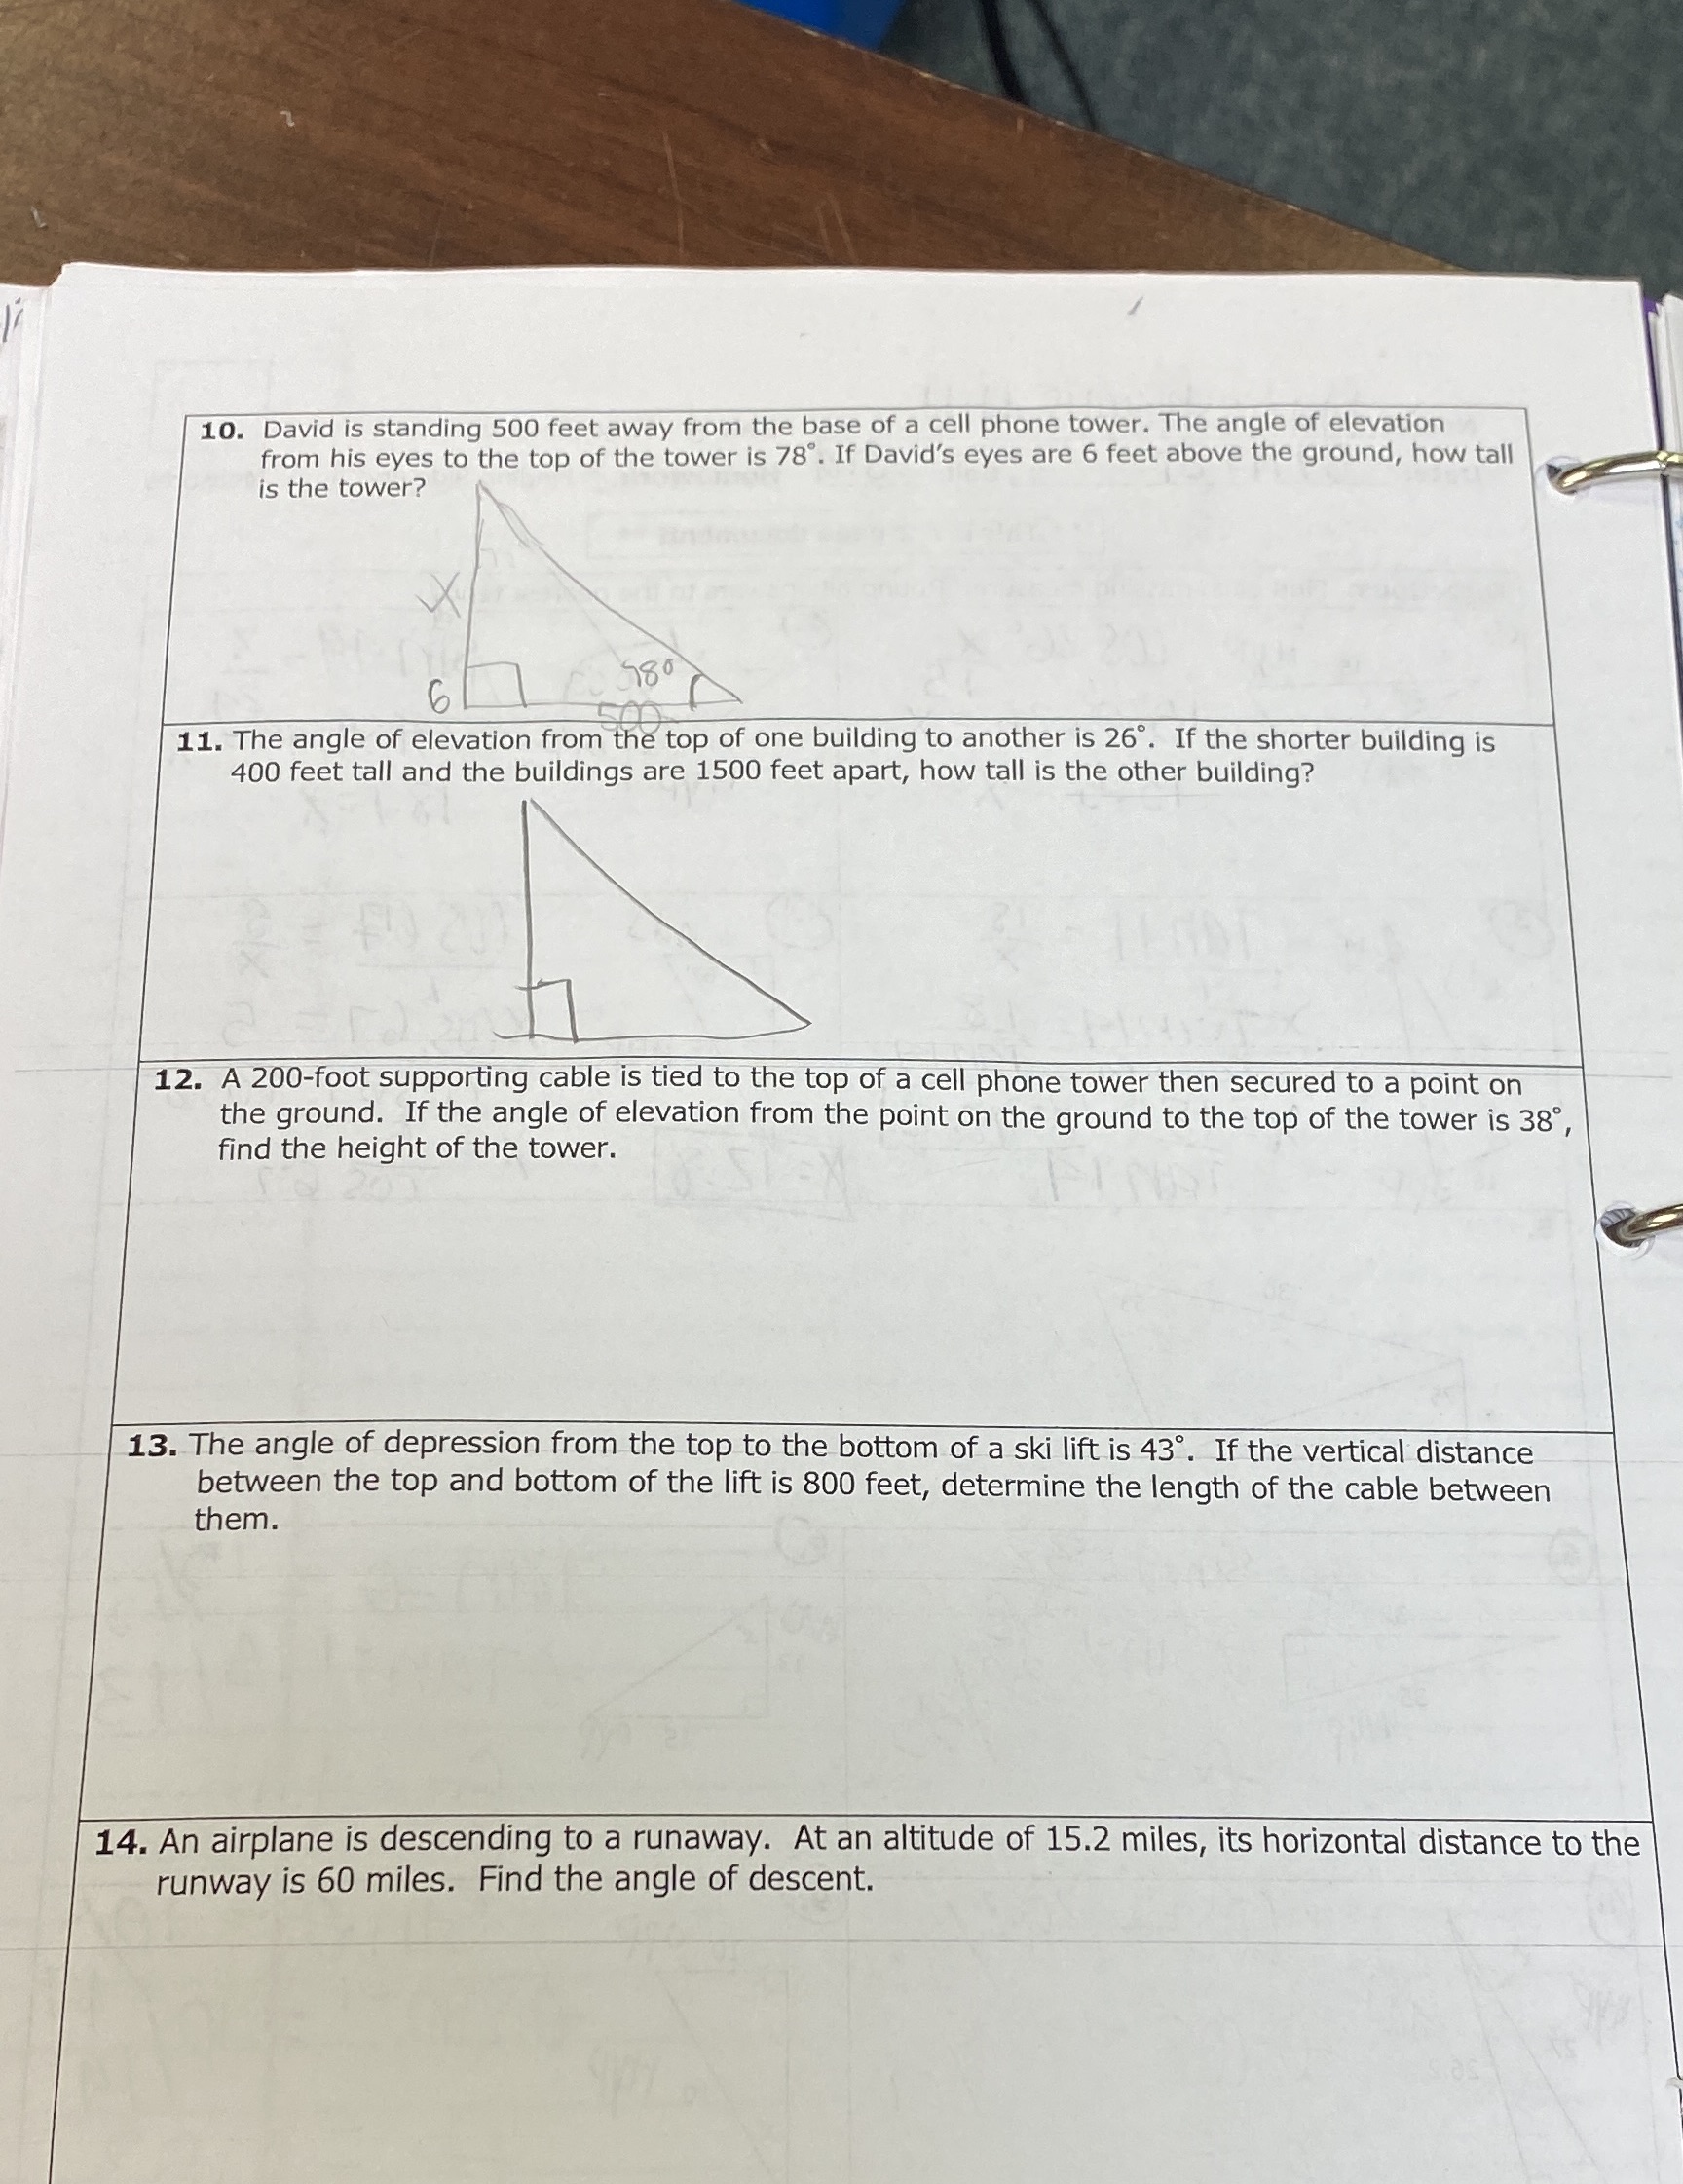 10. David is standing 500 feet away from the base of a cell phone tower. The angle of elevation
from his eyes to the top of the tower is 78°. If David's eyes are 6 feet above the ground, how tall
is the tower?
X
78°
6
500
11. The angle of elevation from the top of one building to another is 26°. If the shorter building is
400 feet tall and the buildings are 1500 feet apart, how tall is the other building?
12. A 200-foot supporting cable is tied to the top of a cell phone tower then secured to a point on
the ground. If the angle of elevation from the point on the ground to the top of the tower is 38°,
find the height of the tower.
13. The angle of depression from the top to the bottom of a ski lift is 43°. If the vertical distance
between the top and bottom of the lift is 800 feet, determine the length of the cable between
them.
14. An airplane is descending to a runaway. At an altitude of 15.2 miles, its horizontal distance to the
runway is 60 miles. Find the angle of descent.